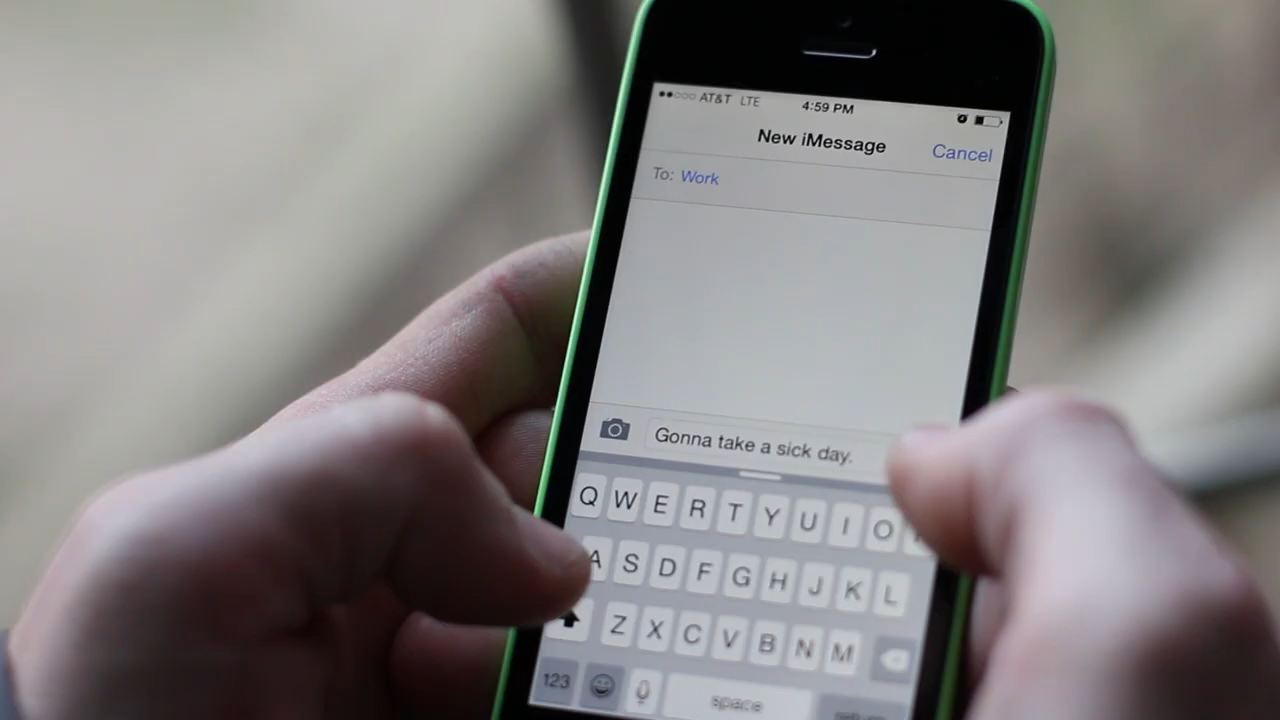 AT&T LTE 4:59 PM
New iMessage Cancel
To: Work
Gonna take a sick day.
Q W E R T Y U I O
A S D F G H J K L
Z X C V B N M
123 space